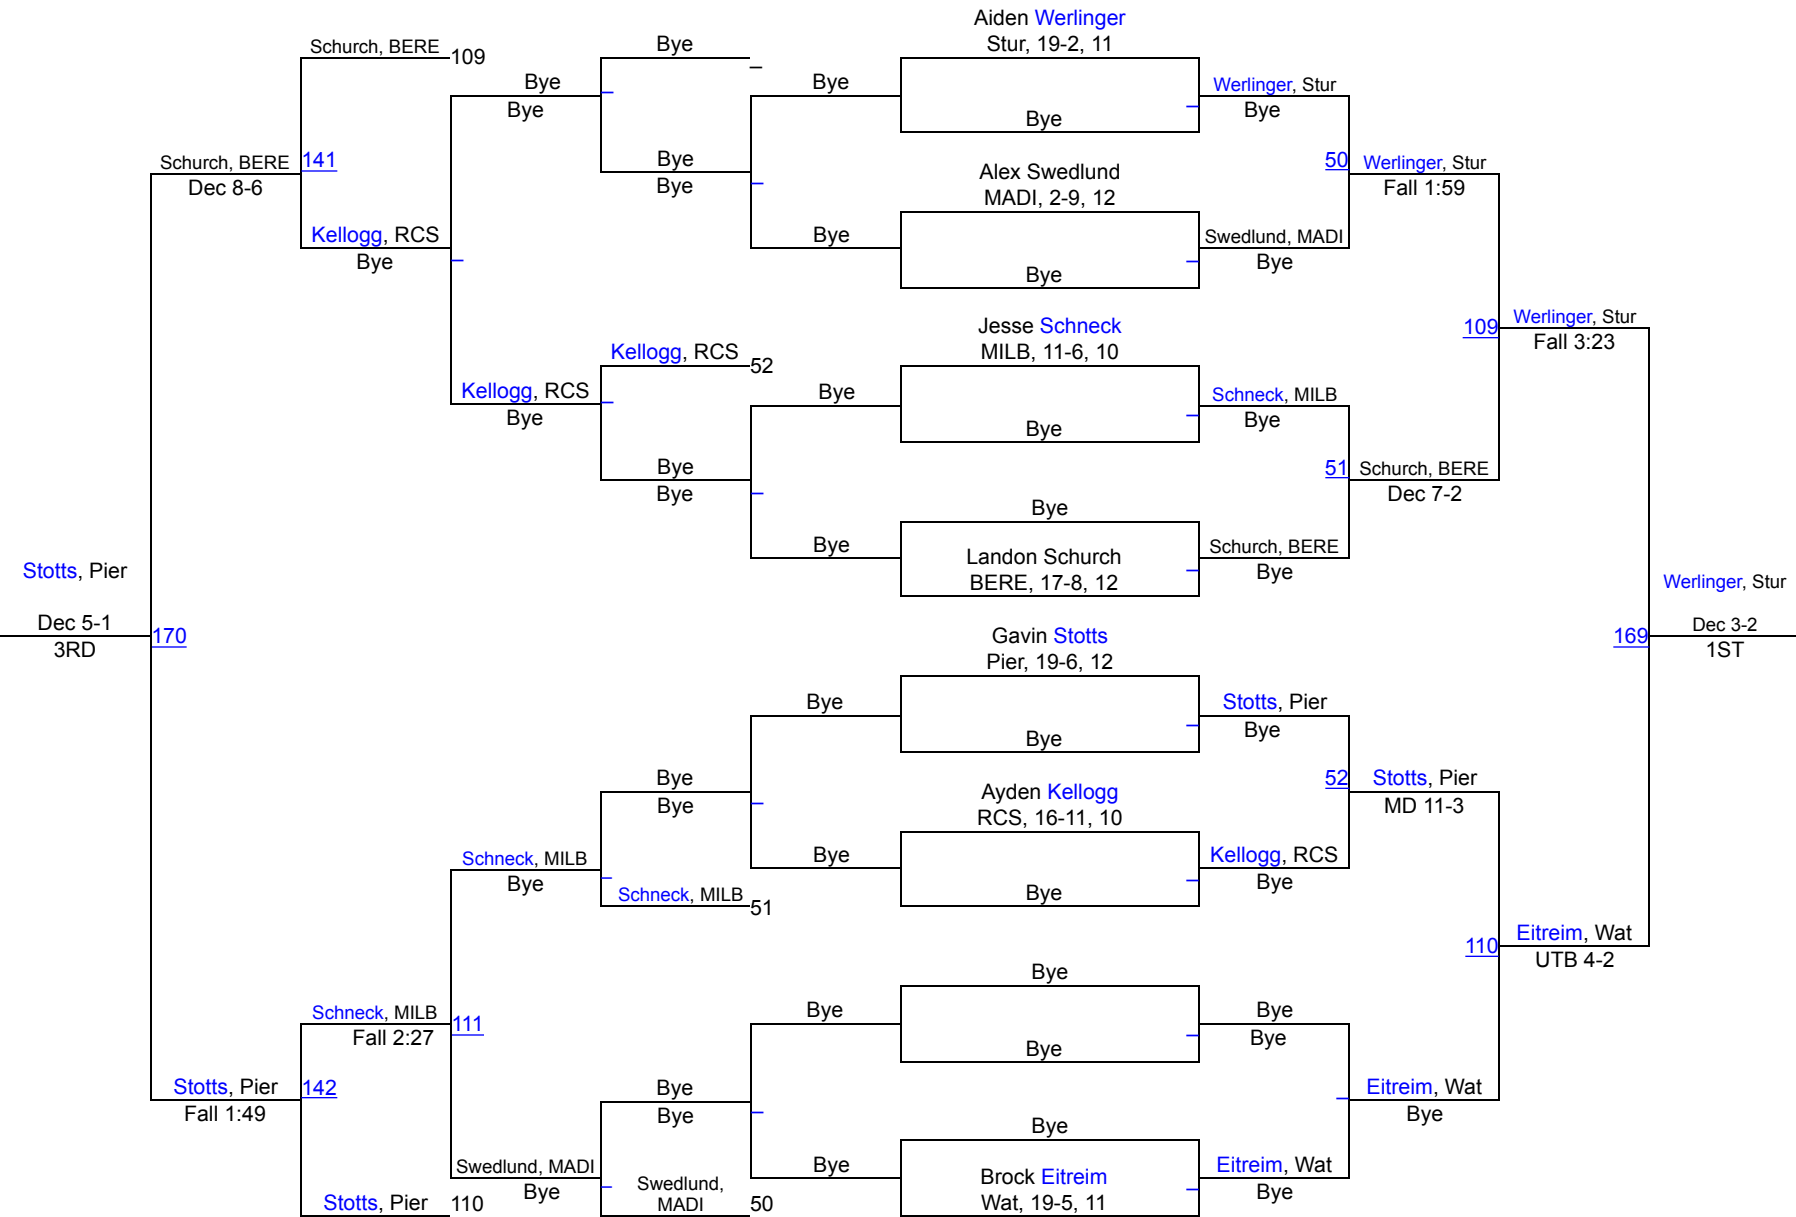 Aiden Werlinger
Stur, 19-2, 11
Bye
Schurch, BERE
109
Bye
Bye
Bye
Werlinger, Stur
Bye
Bye
Bye
Schurch, BERE
141
Dec 8-6
Bye
Bye
Alex Swedlund
MADI, 2-9, 12
50
Werlinger, Stur
Fall 1:59
Kellogg, RCS
Bye
Bye
Bye
Swedlund, MADI
Bye
Jesse Schneck
MILB, 11-6, 10
109
Werlinger, Stur
Fall 3:23
Kellogg, RCS
52
Kellogg, RCS
Bye
Bye
Bye
Schneck, MILB
Bye
Bye
Bye
51
Schurch, BERE
Dec 7-2
Bye
Bye
Landon Schurch
BERE, 17-8, 12
Schurch, BERE
Bye
Stotts, Pier
Dec 5-1
3RD
170
Werlinger, Stur
Dec 3-2
1ST
169
Gavin Stotts
Pier, 19-6, 12
Bye
Bye
Stotts, Pier
Bye
Bye
Bye
Ayden Kellogg
RCS, 16-11, 10
52
Stotts, Pier
MD 11-3
Schneck, MILB
Bye
Bye
Bye
Kellogg, RCS
Bye
Schneck, MILB
51
110
Eitreim, Wat
UTB 4-2
Bye
Bye
Bye
Bye
Bye
Schneck, MILB
111
Fall 2:27
Stotts, Pier
142
Fall 1:49
Bye
Bye
Eitreim, Wat
Bye
Bye
Bye
Brock Eitreim
Wat, 19-5, 11
Eitreim, Wat
Bye
Swedlund, MADI
Bye
Swedlund,
MADI
50
Stotts, Pier
110